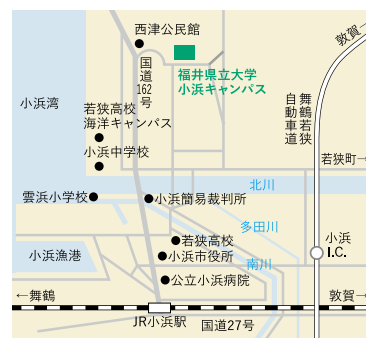 西津公民館
敦賀→
国道162号
福井県立大学
小浜キャンパス
小浜湾
舞鶴若狭
自動車道
若狭高校
海洋キャンパス
小浜中学校
若狭町→
北川
雲浜小学校
小浜簡易裁判所
多田川
若狭高校
小浜
I.C.
小浜漁港
小浜市役所
南川
公立小浜病院
←舞鶴
敦賀→
JR小浜駅
国道27号